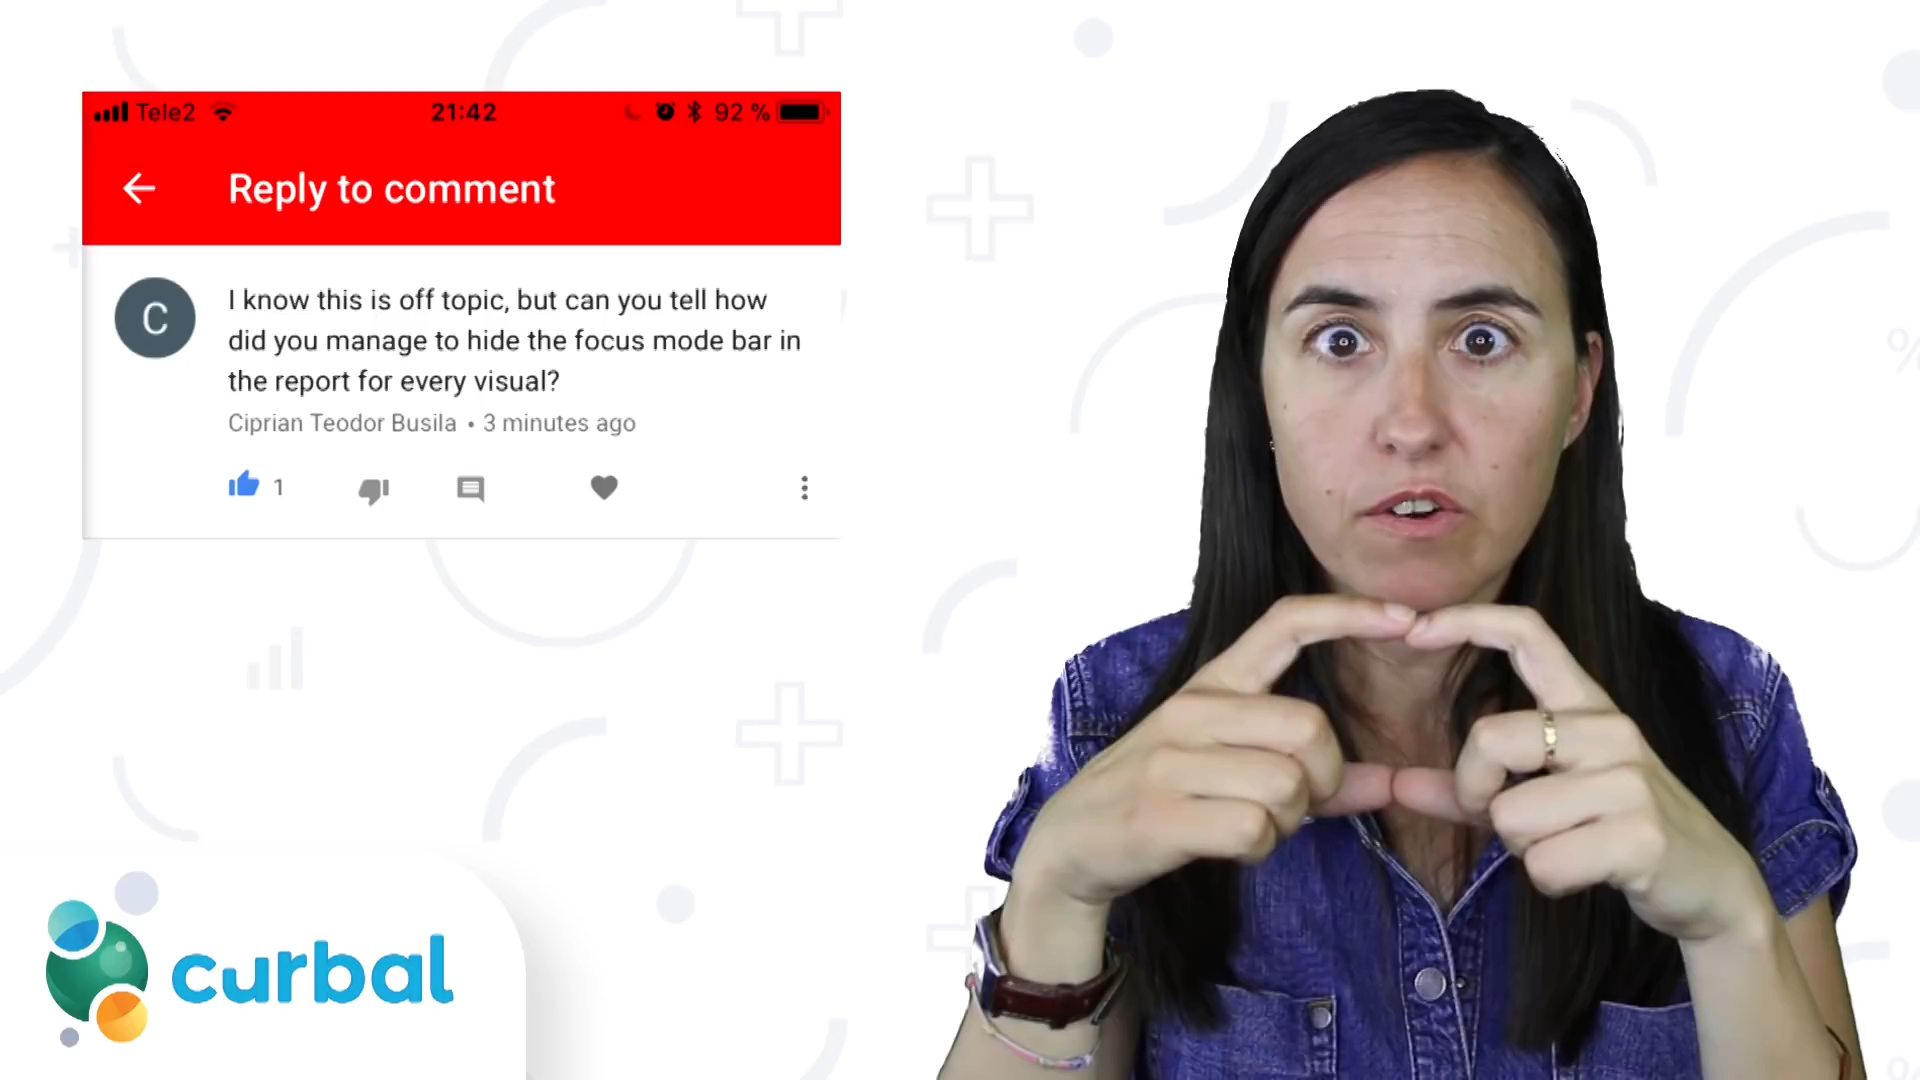 Tele2 21:42 92 %
Reply to comment
C
I know this is off topic, but can you tell how
did you manage to hide the focus mode bar in
the report for every visual?
Ciprian Teodor Busila • 3 minutes ago
1
curbal